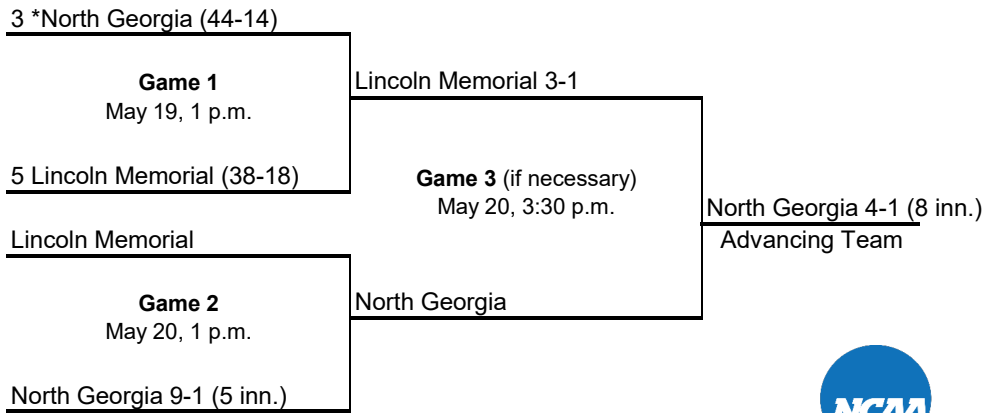 3 *North Georgia (44-14)
Game 1
May 19, 1 p.m.
Lincoln Memorial 3-1
5 Lincoln Memorial (38-18)
Game 3 (if necessary)
May 20, 3:30 p.m.
North Georgia 4-1 (8 inn.)
Advancing Team
Lincoln Memorial
Game 2
May 20, 1 p.m.
North Georgia
North Georgia 9-1 (5 inn.)
NCAA